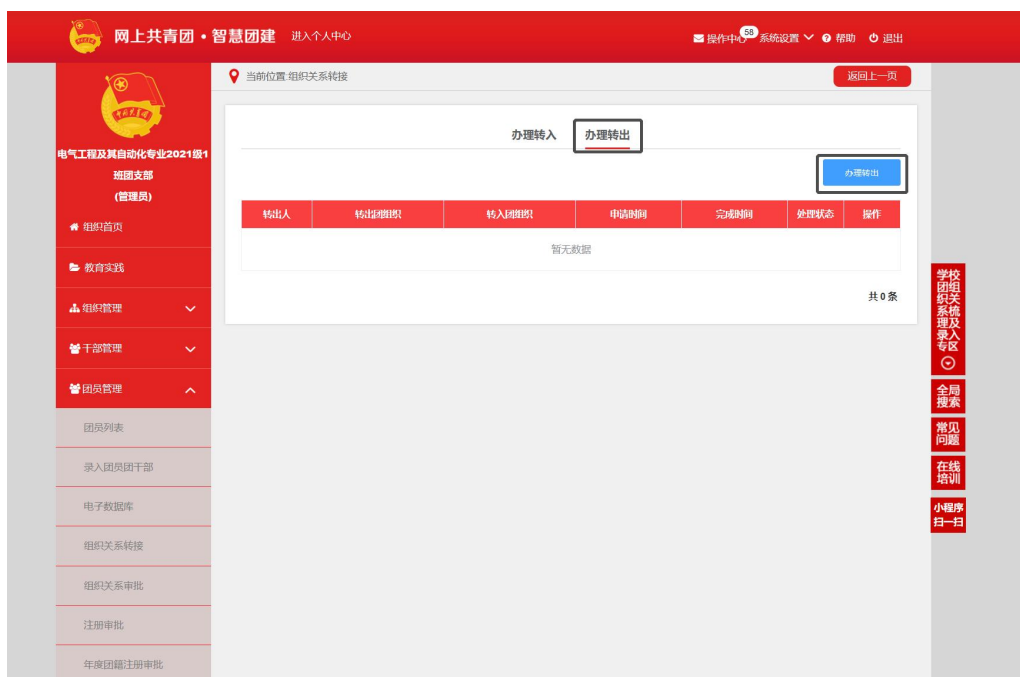 网上共青团·智慧团建 进入个人中心
操作中心 58 系统设置 帮助 退出
当前位置:组织关系转接
返回上一页
电气工程及其自动化专业2021级1
班团支部
(管理员)
组织首页
教育实践
组织管理
干部管理
团员管理
团员列表
录入团员团干部
电子数据库
组织关系转接
组织关系审批
注册审批
年度团籍注册审批
办理转入 办理转出
办理转出
转出人 转出团组织 转入团组织 申请时间 完成时间 处理状态 操作
暂无数据
共 0 条
学校
团组
织关
系梳
理及
录入
专区
全局
搜索
常见
问题
在线
培训
小程序
扫一扫